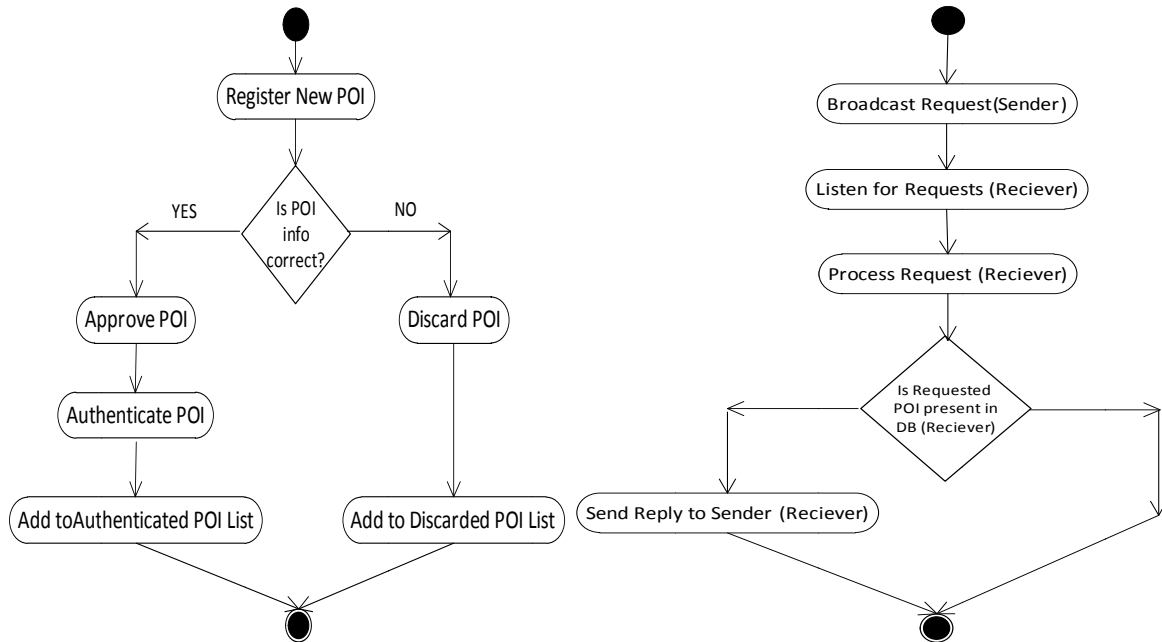 Register New POI
Is POI
info
correct?
YES
NO
Approve POI
Discard POI
Authenticate POI
Add toAuthenticated POI List
Add to Discarded POI List
Broadcast Request(Sender)
Listen for Requests (Reciever)
Process Request (Reciever)
Is Requested
POI present in
DB (Reciever)
Send Reply to Sender (Reciever)